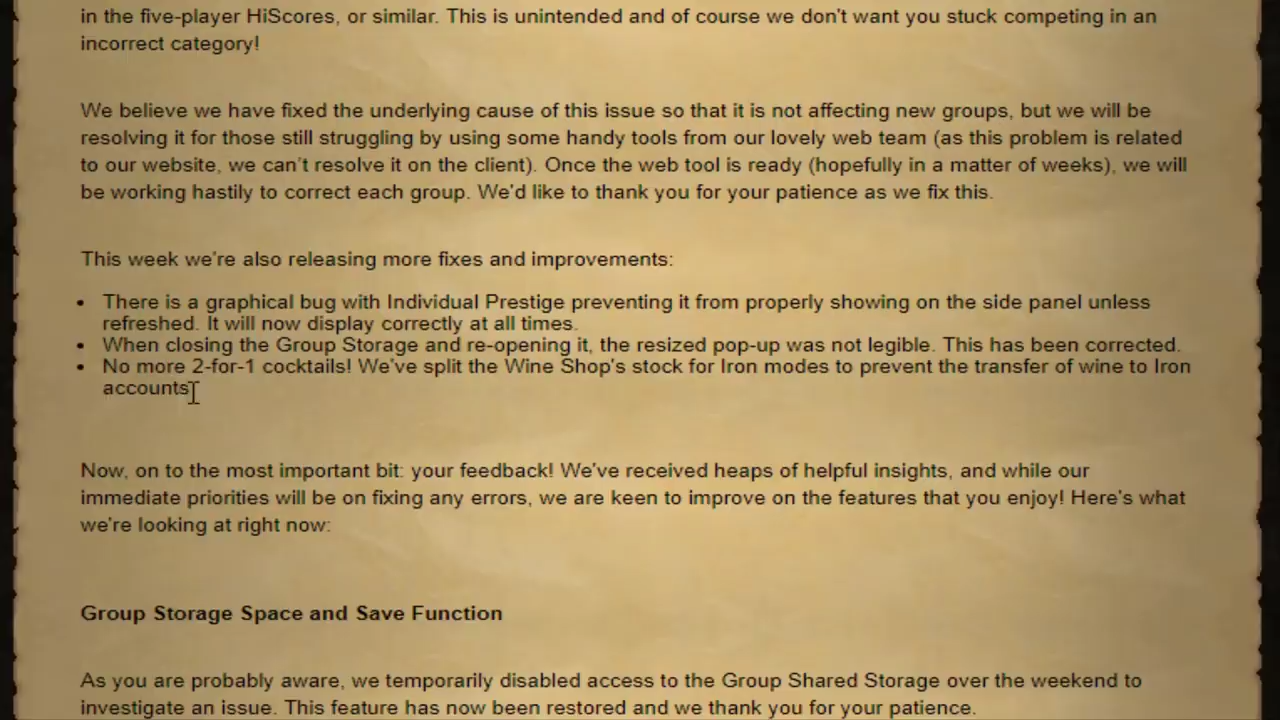 in the five-player HiScores, or similar. This is unintended and of course we don't want you stuck competing in an
incorrect category!
We believe we have fixed the underlying cause of this issue so that it is not affecting new groups, but we will be
resolving it for those still struggling by using some handy tools from our lovely web team (as this problem is related
to our website, we can't resolve it on the client). Once the web tool is ready (hopefully in a matter of weeks), we will
be working hastily to correct each group. We'd like to thank you for your patience as we fix this.
This week we're also releasing more fixes and improvements:
• There is a graphical bug with Individual Prestige preventing it from properly showing on the side panel unless
refreshed. It will now display correctly at all times.
• When closing the Group Storage and re-opening it, the resized pop-up was not legible. This has been corrected.
• No more 2-for-1 cocktails! We've split the Wine Shop's stock for Iron modes to prevent the transfer of wine to Iron
accounts
Now, on to the most important bit: your feedback! We've received heaps of helpful insights, and while our
immediate priorities will be on fixing any errors, we are keen to improve on the features that you enjoy! Here's what
we're looking at right now:
Group Storage Space and Save Function
As you are probably aware, we temporarily disabled access to the Group Shared Storage over the weekend to
investigate an issue. This feature has now been restored and we thank you for your patience.